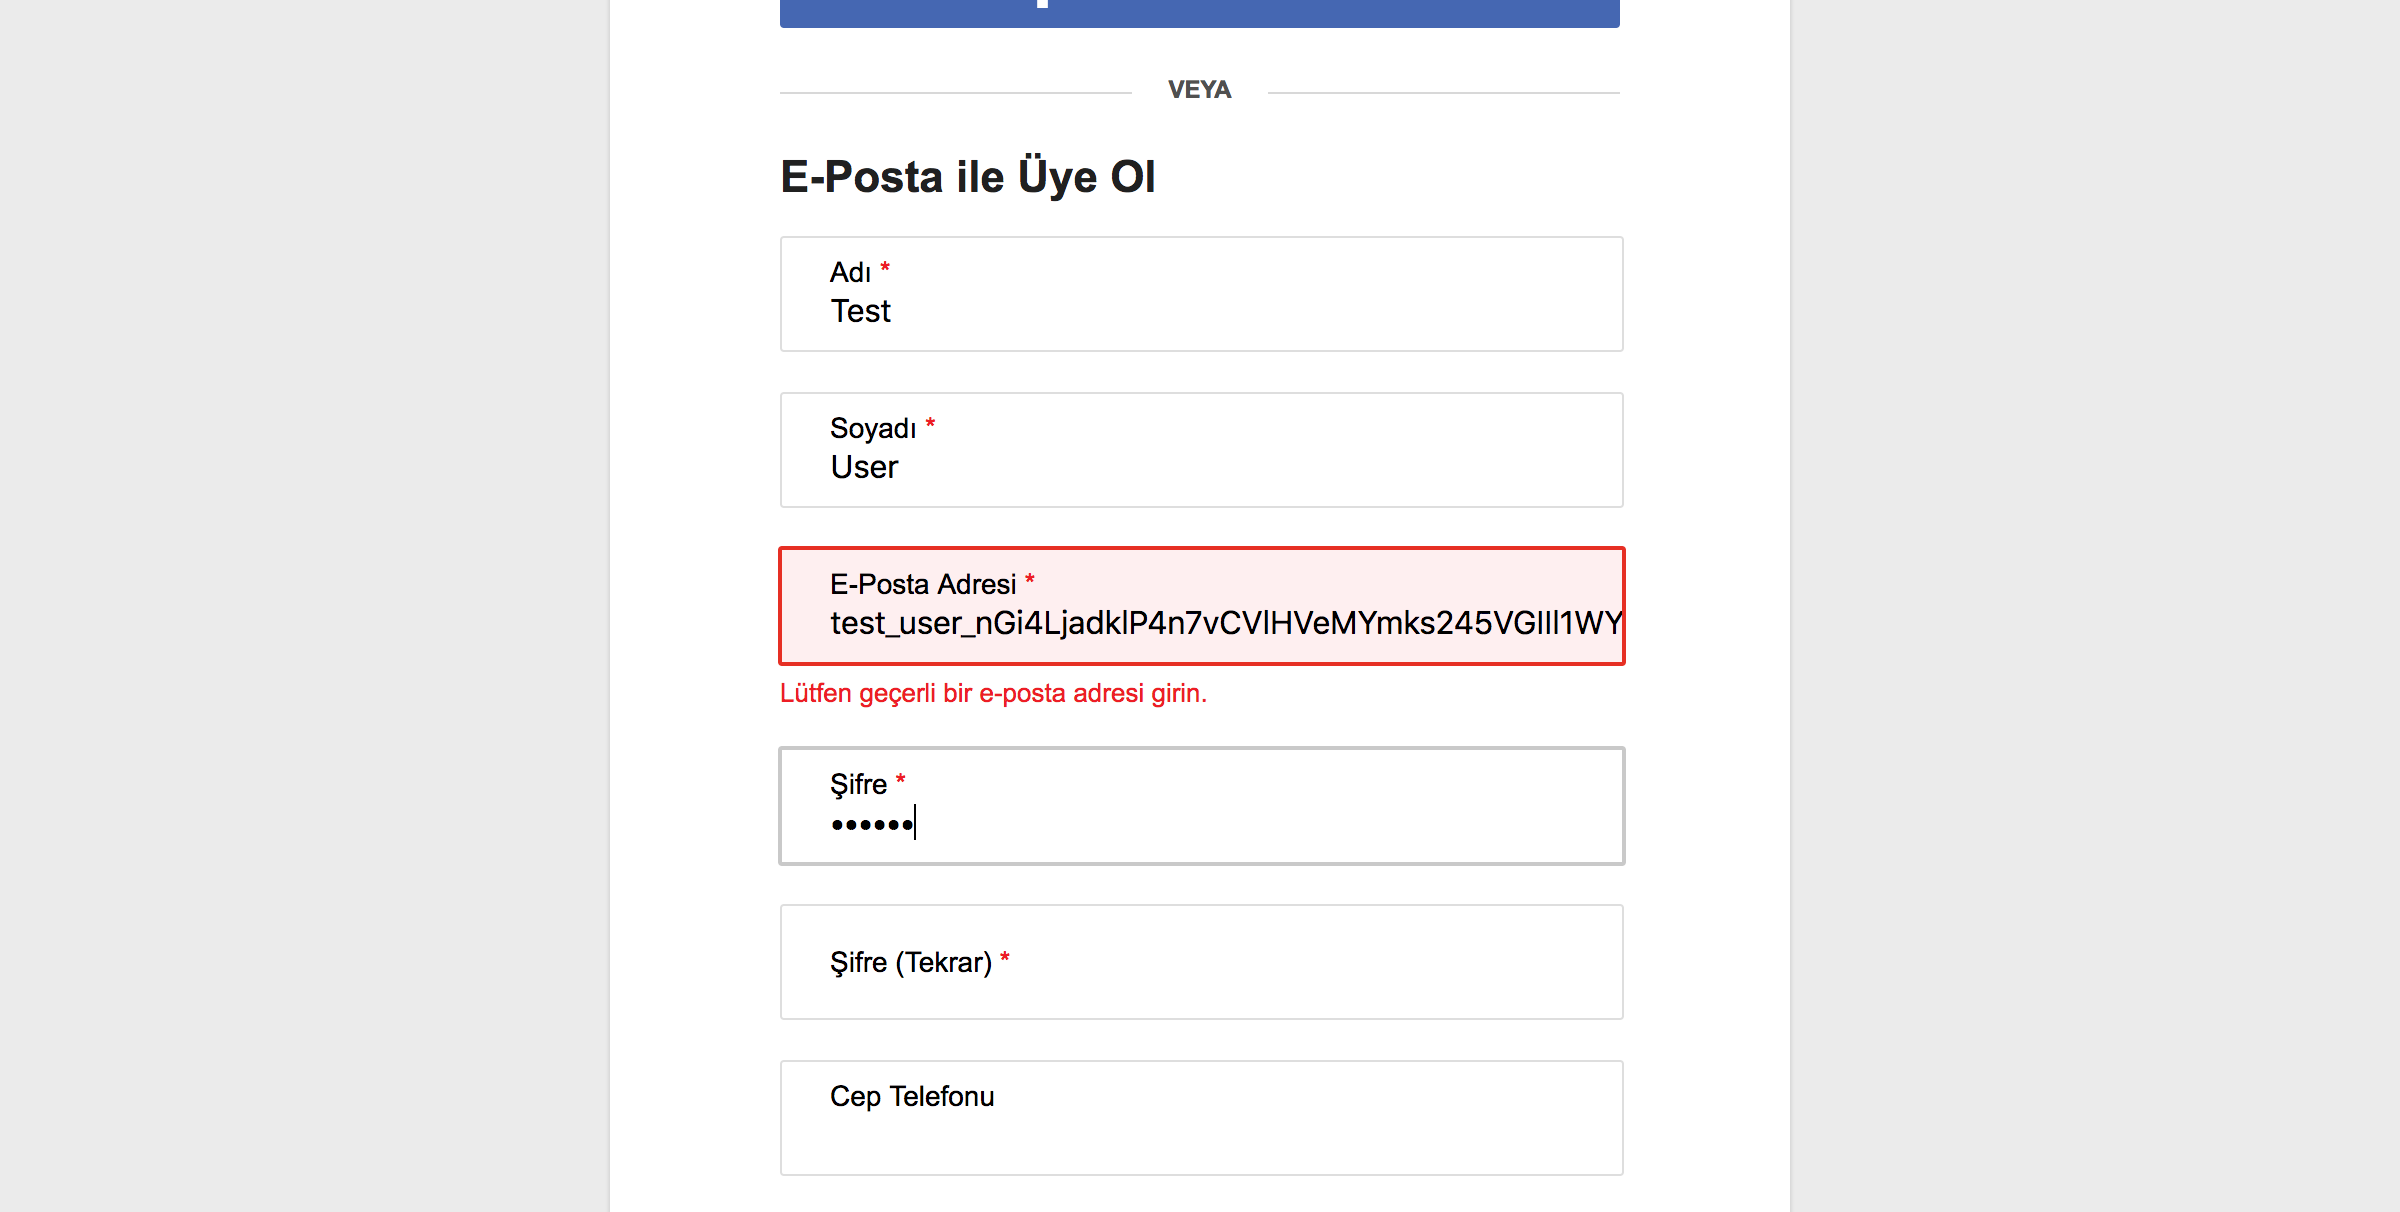 VEYA
E-Posta ile Üye Ol
Adı *
Test
Soyadı *
User
E-Posta Adresi *
Lütfen geçerli bir e-posta adresi girin.
Şifre *
••••••
Şifre (Tekrar) *
Cep Telefonu